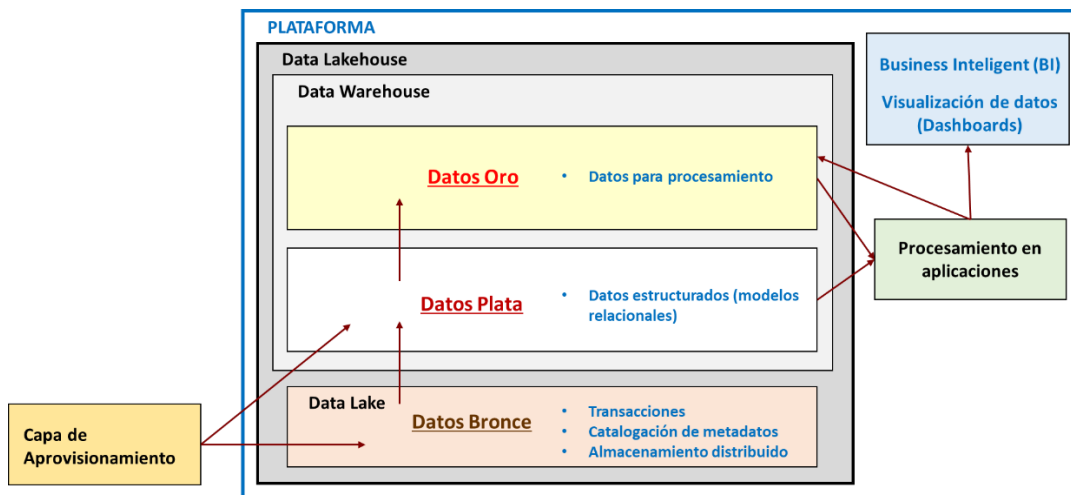 PLATAFORMA
Data Lakehouse
Data Warehouse
Datos Oro
• Datos para procesamiento
Datos Plata
• Datos estructurados (modelos
relacionales)
Data Lake
Datos Bronce
• Transacciones
• Catalogación de metadatos
• Almacenamiento distribuido
Capa de
Aprovisionamiento
Business Inteligent (BI)
Visualización de datos
(Dashboards)
Procesamiento en
aplicaciones